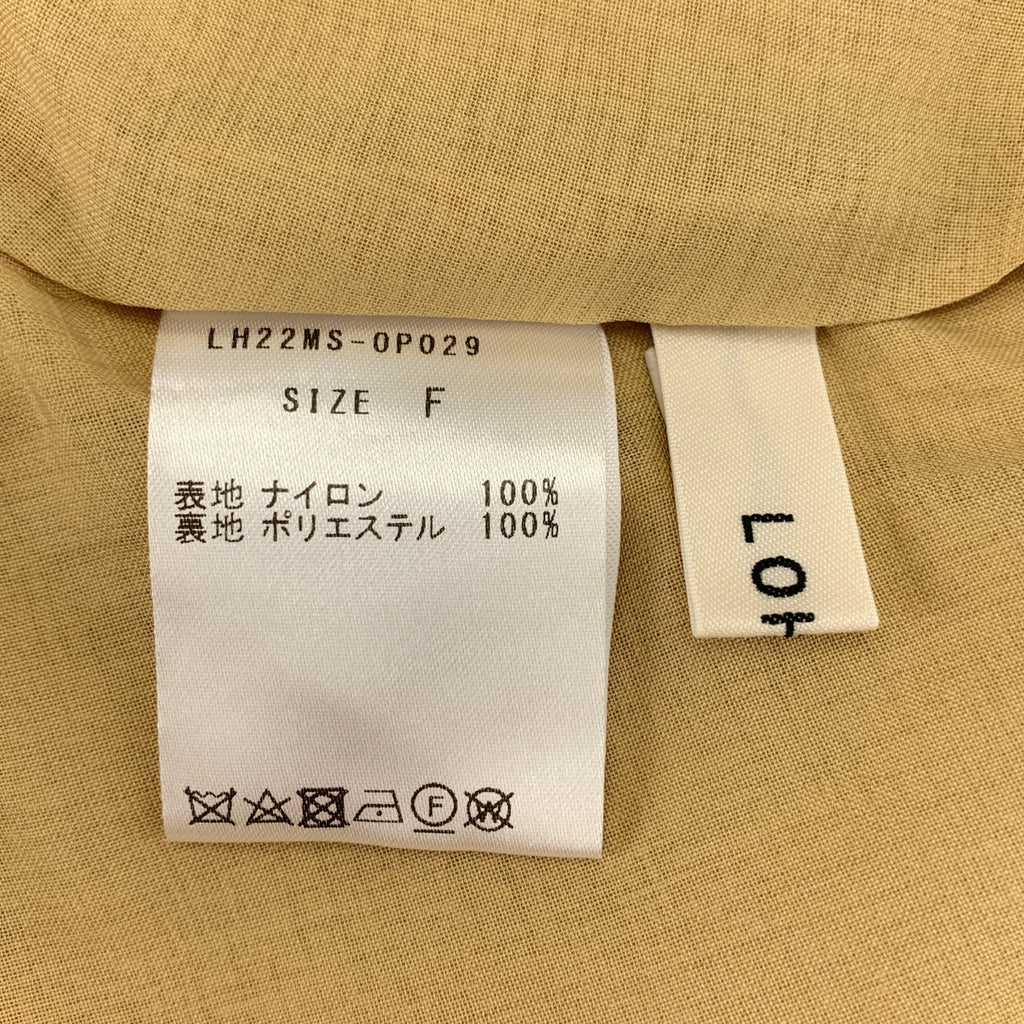 LH22MS-OP029
SIZE F
表地 ナイロン 100%
裏地 ポリエステル 100%
F
W
LO